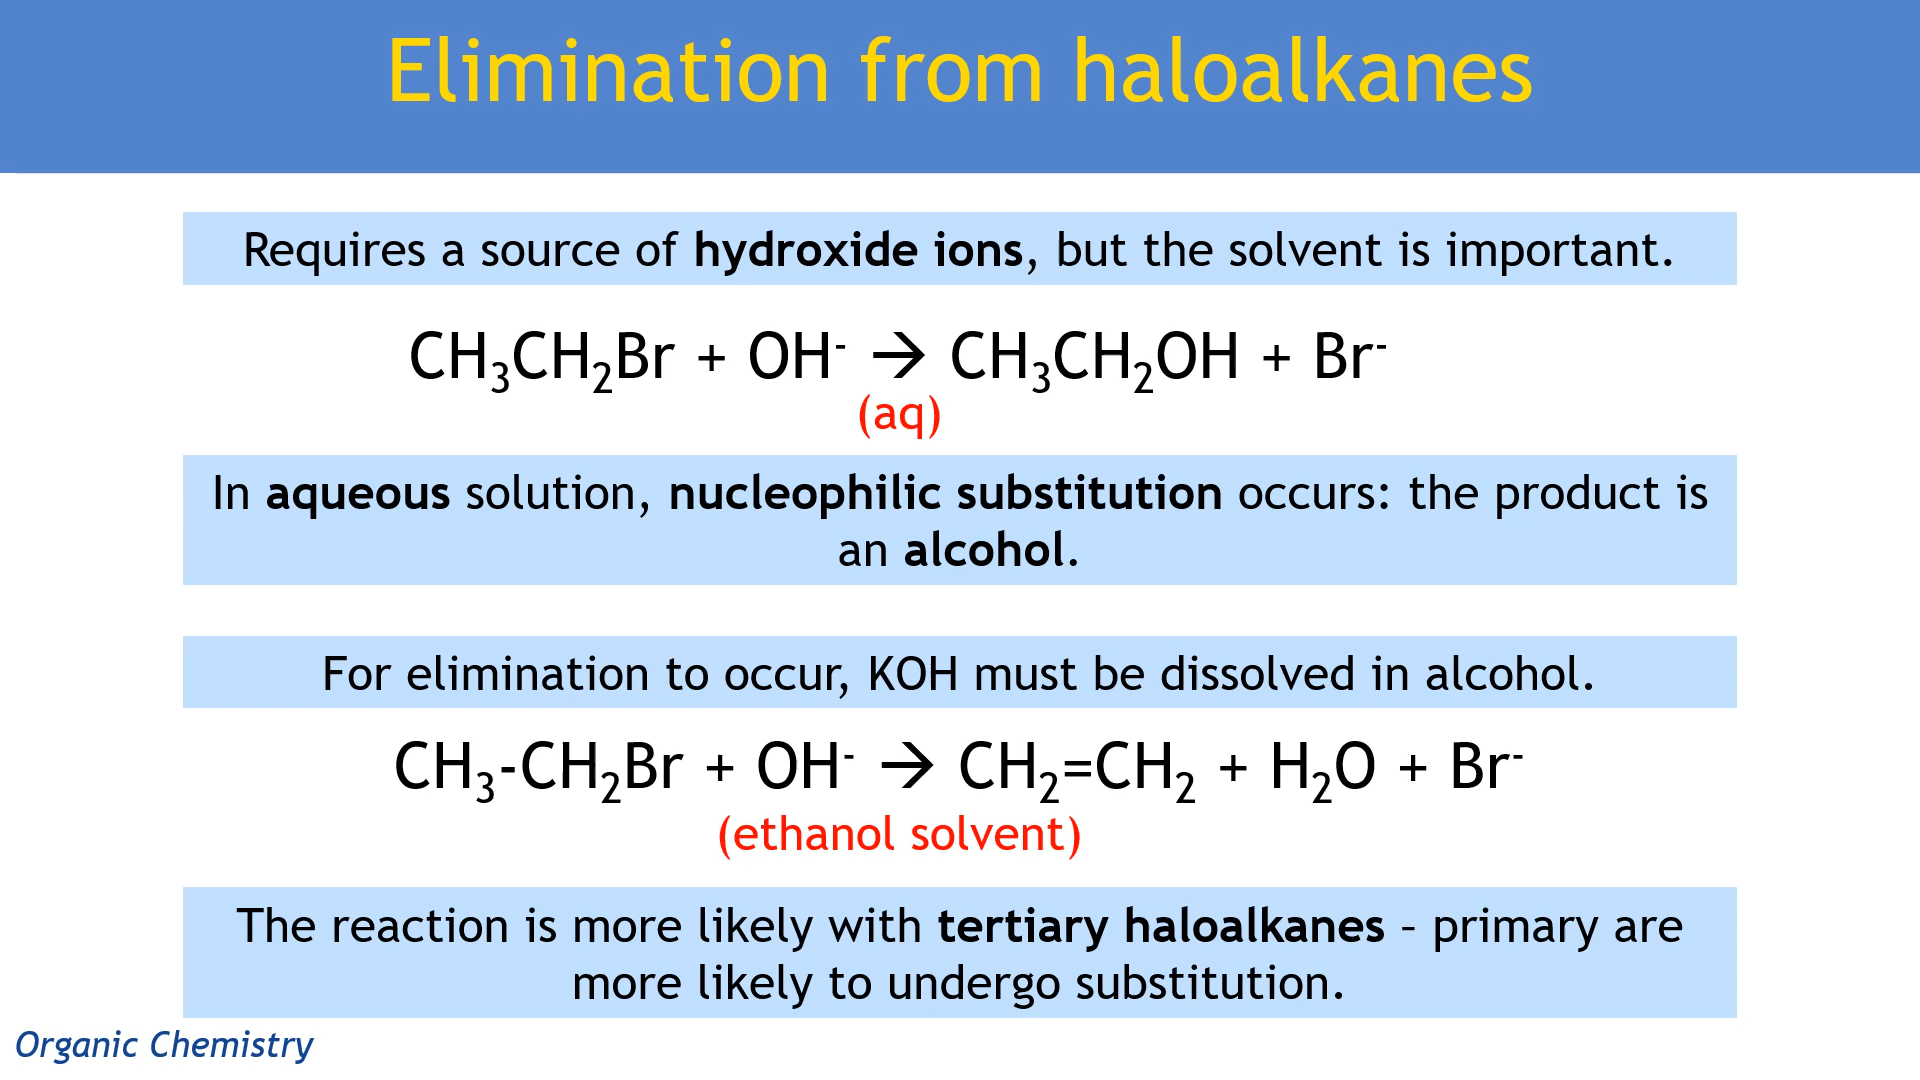 Elimination from haloalkanes
Requires a source of hydroxide ions, but the solvent is important.
CH₃CH₂Br + OH⁻ → CH₃CH₂OH + Br⁻
(aq)
In aqueous solution, nucleophilic substitution occurs: the product is
an alcohol.
For elimination to occur, KOH must be dissolved in alcohol.
CH₃-CH₂Br + OH⁻ → CH₂=CH₂ + H₂O + Br⁻
(ethanol solvent)
The reaction is more likely with tertiary haloalkanes – primary are
more likely to undergo substitution.
Organic Chemistry